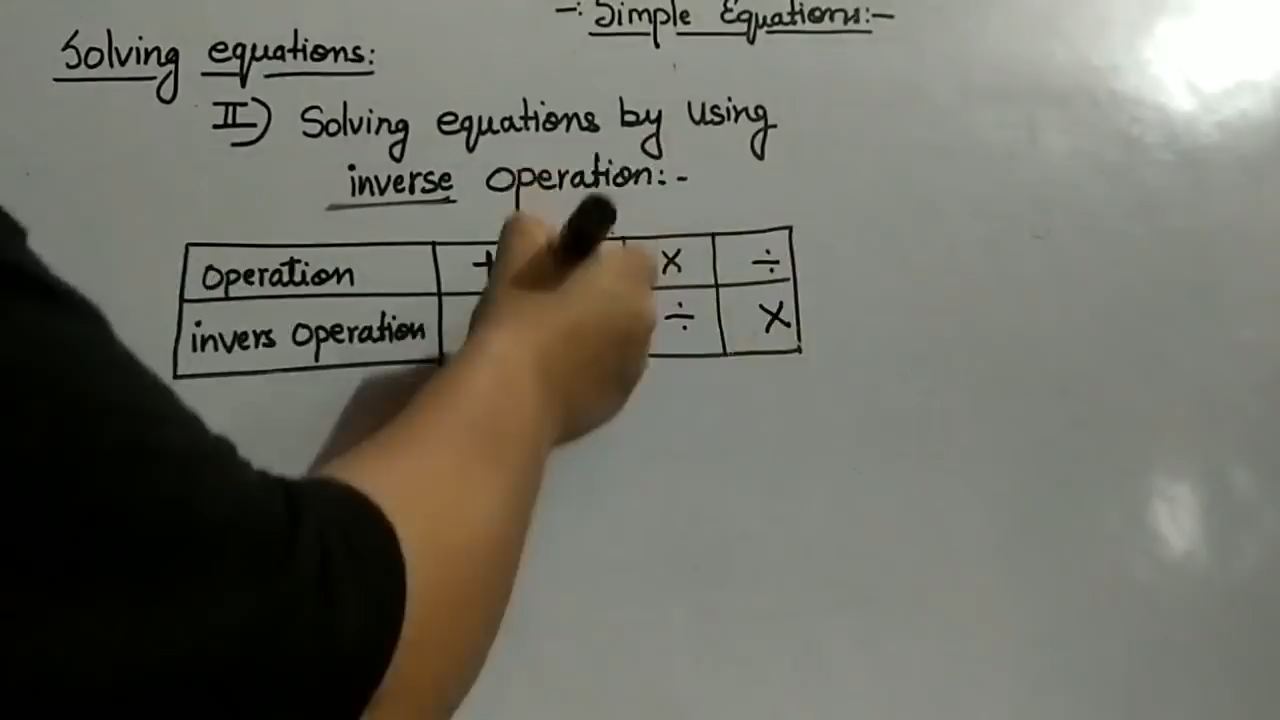 -: Simple Equations:-
Solving equations:
II) Solving equations by using
inverse operation:-
operation + × ÷
invers operation ÷ ×